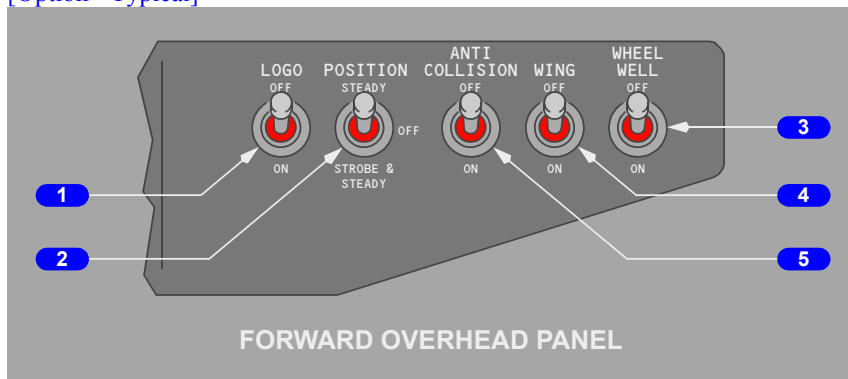 [Option - Typical]
ANTI
WHEEL
LOGO POSITION COLLISION WING WELL
OFF STEADY OFF OFF OFF
OFF
3
ON STROBE & ON ON ON
STEADY
1
4
2
5
FORWARD OVERHEAD PANEL